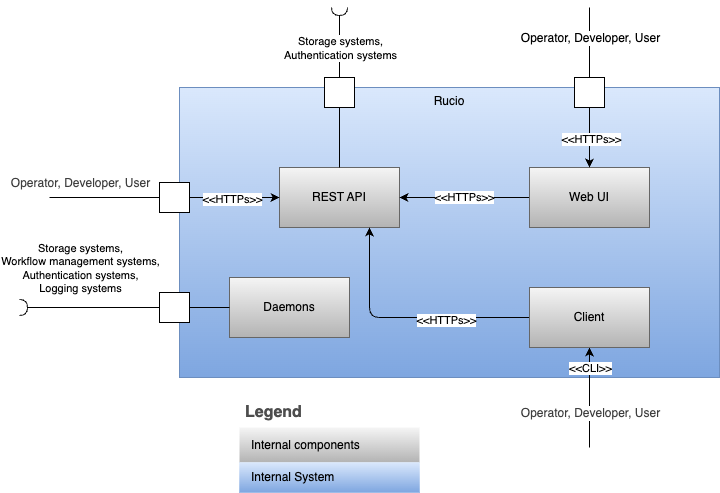 Storage systems,
Authentication systems
Operator, Developer, User
Rucio
<<HTTPs>>
Operator, Developer, User
<<HTTPs>>
REST API
<<HTTPs>>
Web UI
Storage systems,
Workflow management systems,
Authentication systems,
Logging systems
Daemons
<<HTTPs>>
Client
<<CLI>>
Operator, Developer, User
Legend
Internal components
Internal System